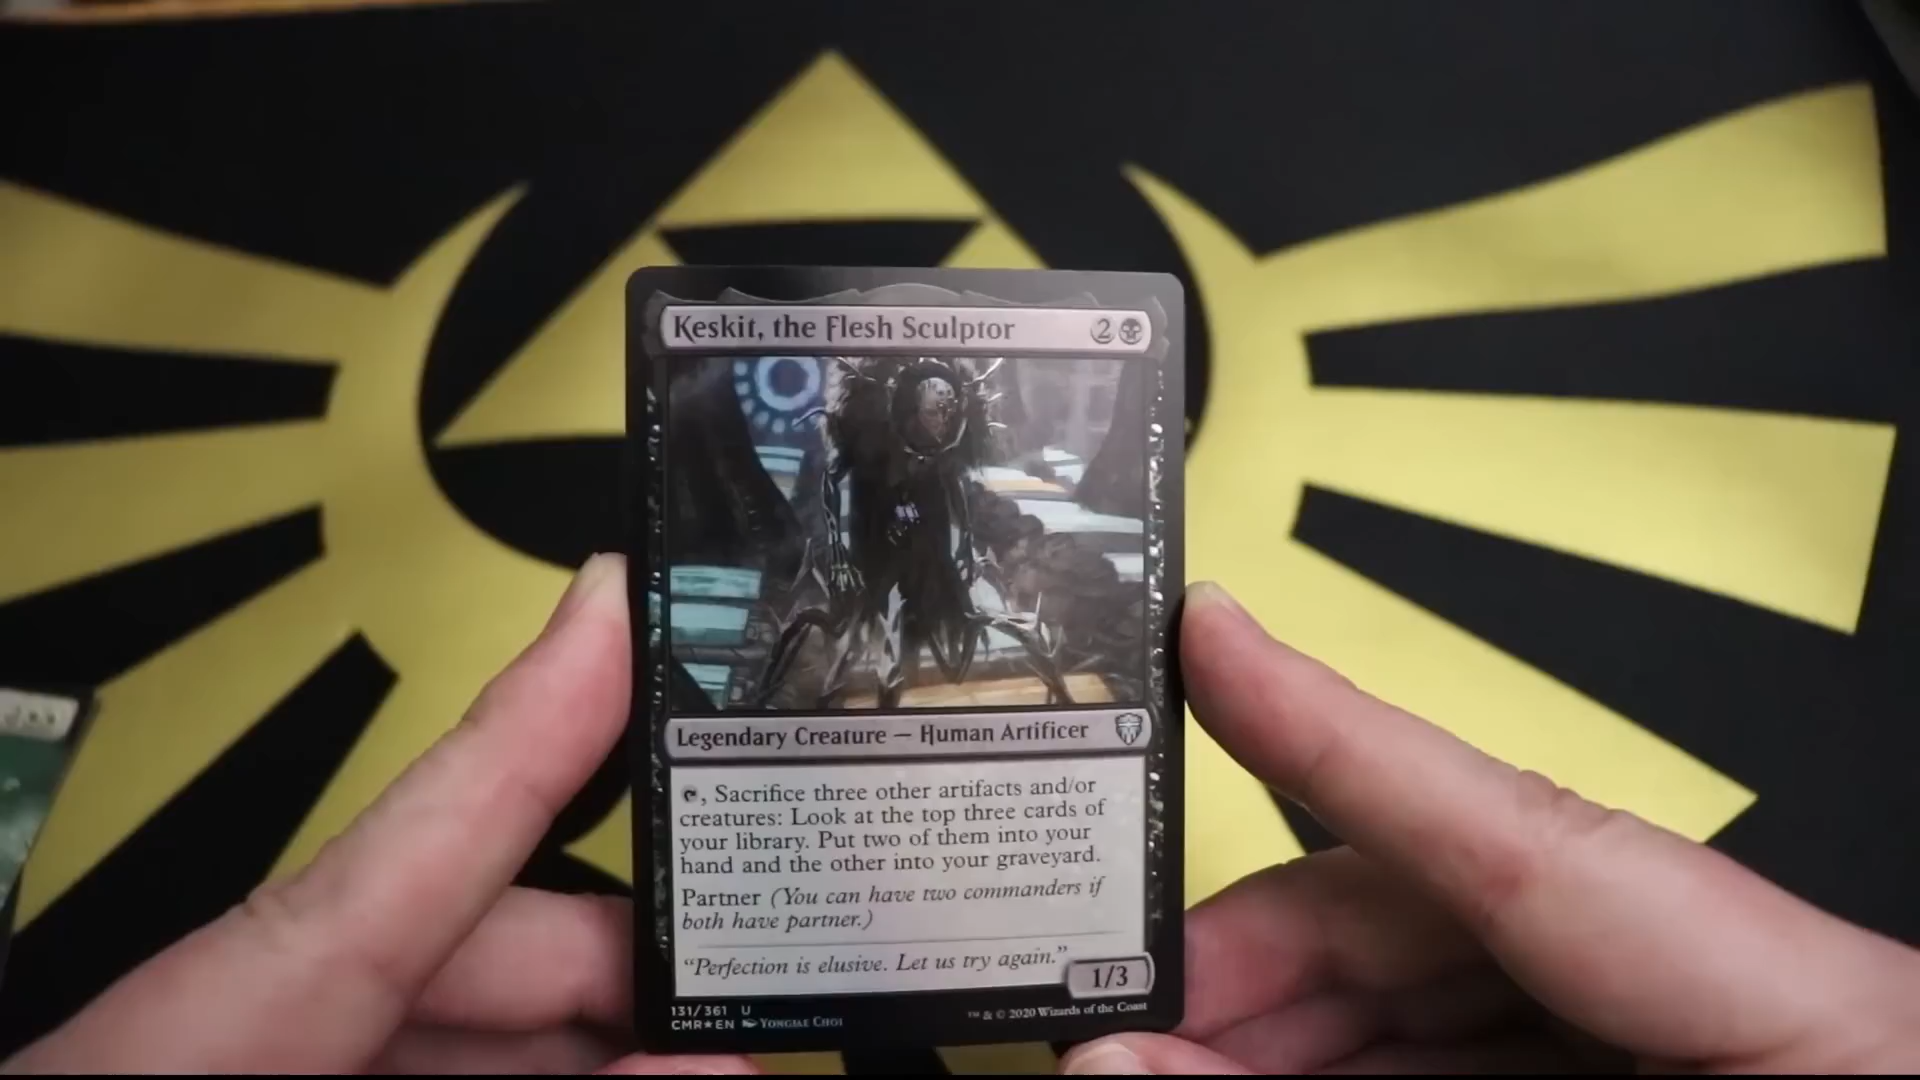 Keskit, the Flesh Sculptor 2
Legendary Creature — Human Artificer
, Sacrifice three other artifacts and/or
creatures: Look at the top three cards of
your library. Put two of them into your
hand and the other into your graveyard.
Partner (You can have two commanders if
both have partner.)
“Perfection is elusive. Let us try again.”
1/3
131/361 U
CMR★EN Yongjae Choi
™ & © 2020 Wizards of the Coast